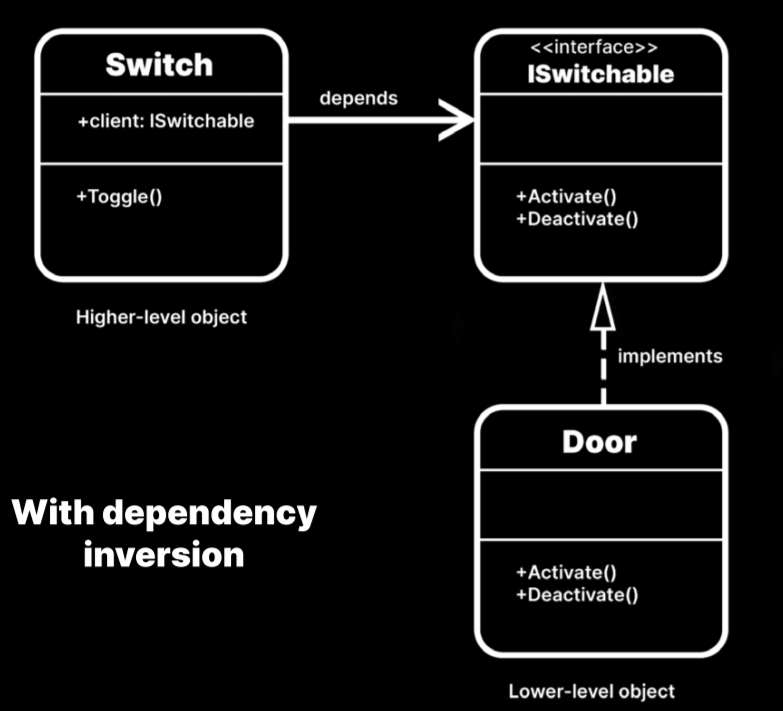 Switch
+client: ISwitchable
+Toggle()
Higher-level object
depends
<<interface>>
ISwitchable
+Activate()
+Deactivate()
implements
Door
+Activate()
+Deactivate()
Lower-level object
With dependency
inversion